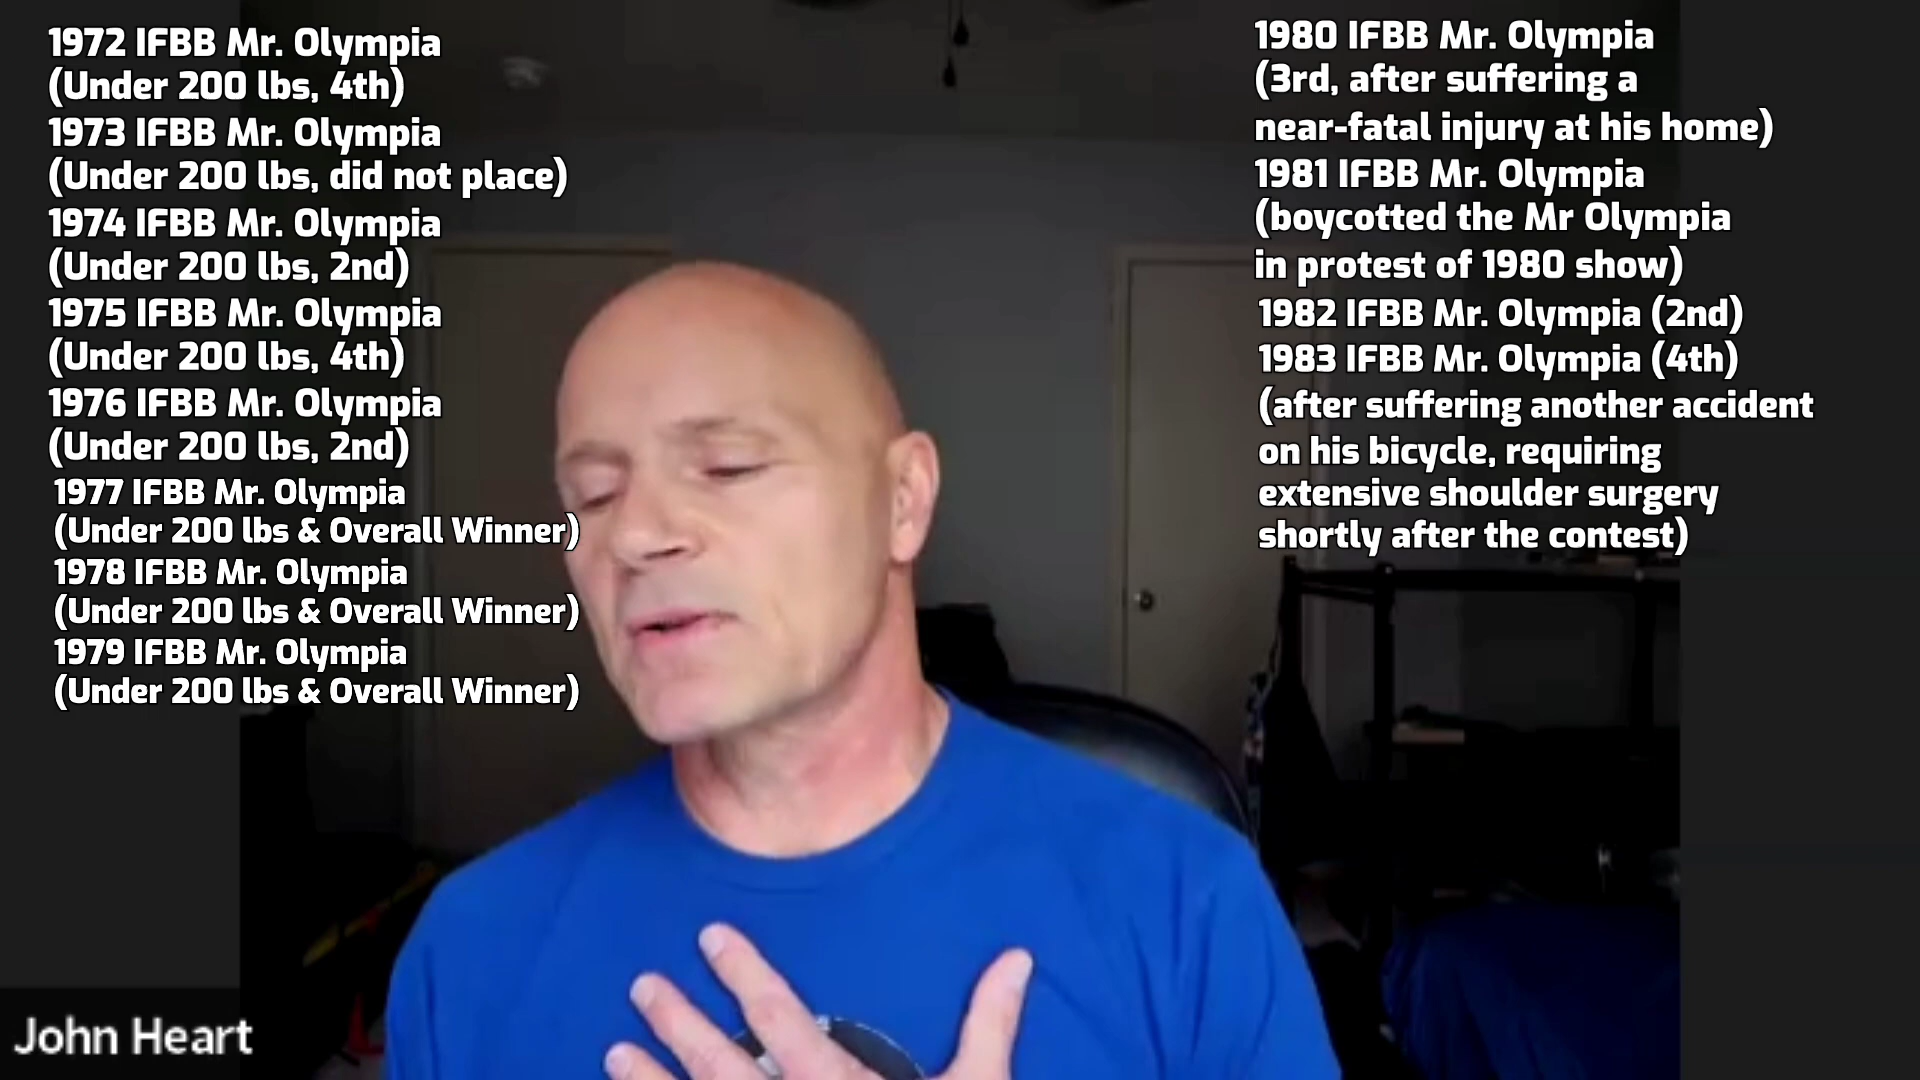 1972 IFBB Mr. Olympia
(Under 200 lbs, 4th)
1973 IFBB Mr. Olympia
(Under 200 lbs, did not place)
1974 IFBB Mr. Olympia
(Under 200 lbs, 2nd)
1975 IFBB Mr. Olympia
(Under 200 lbs, 4th)
1976 IFBB Mr. Olympia
(Under 200 lbs, 2nd)
1977 IFBB Mr. Olympia
(Under 200 lbs & Overall Winner)
1978 IFBB Mr. Olympia
(Under 200 lbs & Overall Winner)
1979 IFBB Mr. Olympia
(Under 200 lbs & Overall Winner)
1980 IFBB Mr. Olympia
(3rd, after suffering a
near-fatal injury at his home)
1981 IFBB Mr. Olympia
(boycotted the Mr Olympia
in protest of 1980 show)
1982 IFBB Mr. Olympia (2nd)
1983 IFBB Mr. Olympia (4th)
(after suffering another accident
on his bicycle, requiring
extensive shoulder surgery
shortly after the contest)
John Heart